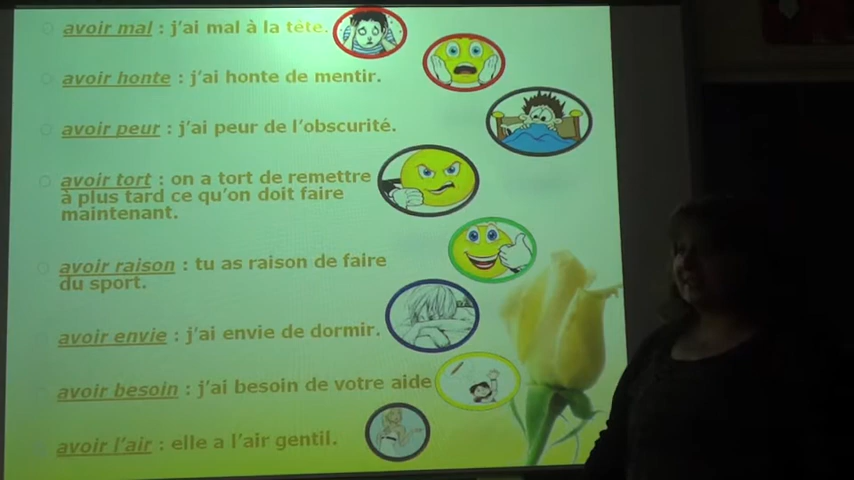 avoir mal : j'ai mal à la tête.
avoir honte : j'ai honte de mentir.
avoir peur : j'ai peur de l'obscurité.
avoir tort : on a tort de remettre
à plus tard ce qu'on doit faire
maintenant.
avoir raison : tu as raison de faire
du sport.
avoir envie : j'ai envie de dormir.
avoir besoin : j'ai besoin de votre aide
avoir l'air : elle a l'air gentil.